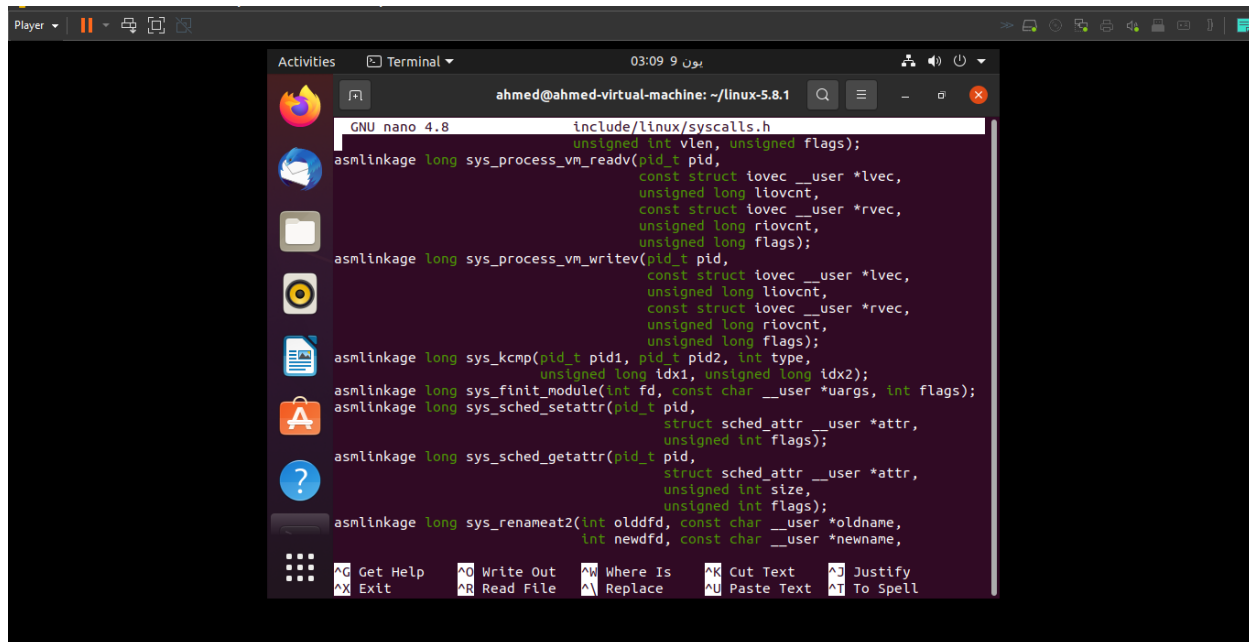 Player
Activities Terminal يون 9 03:09
ahmed@ahmed-virtual-machine: ~/linux-5.8.1
GNU nano 4.8 include/linux/syscalls.h
unsigned int vlen, unsigned flags);
asmlinkage long sys_process_vm_readv(pid_t pid,
const struct iovec __user *lvec,
unsigned long liovcnt,
const struct iovec __user *rvec,
unsigned long riovcnt,
unsigned long flags);
asmlinkage long sys_process_vm_writev(pid_t pid,
const struct iovec __user *lvec,
unsigned long liovcnt,
const struct iovec __user *rvec,
unsigned long riovcnt,
unsigned long flags);
asmlinkage long sys_kcmp(pid_t pid1, pid_t pid2, int type,
unsigned long idx1, unsigned long idx2);
asmlinkage long sys_finit_module(int fd, const char __user *uargs, int flags);
asmlinkage long sys_sched_setattr(pid_t pid,
struct sched_attr __user *attr,
unsigned int flags);
asmlinkage long sys_sched_getattr(pid_t pid,
struct sched_attr __user *attr,
unsigned int size,
unsigned int flags);
asmlinkage long sys_renameat2(int olddfd, const char __user *oldname,
int newdfd, const char __user *newname,
^G Get Help ^O Write Out ^W Where Is ^K Cut Text ^J Justify
^X Exit ^R Read File ^\ Replace ^U Paste Text ^T To Spell